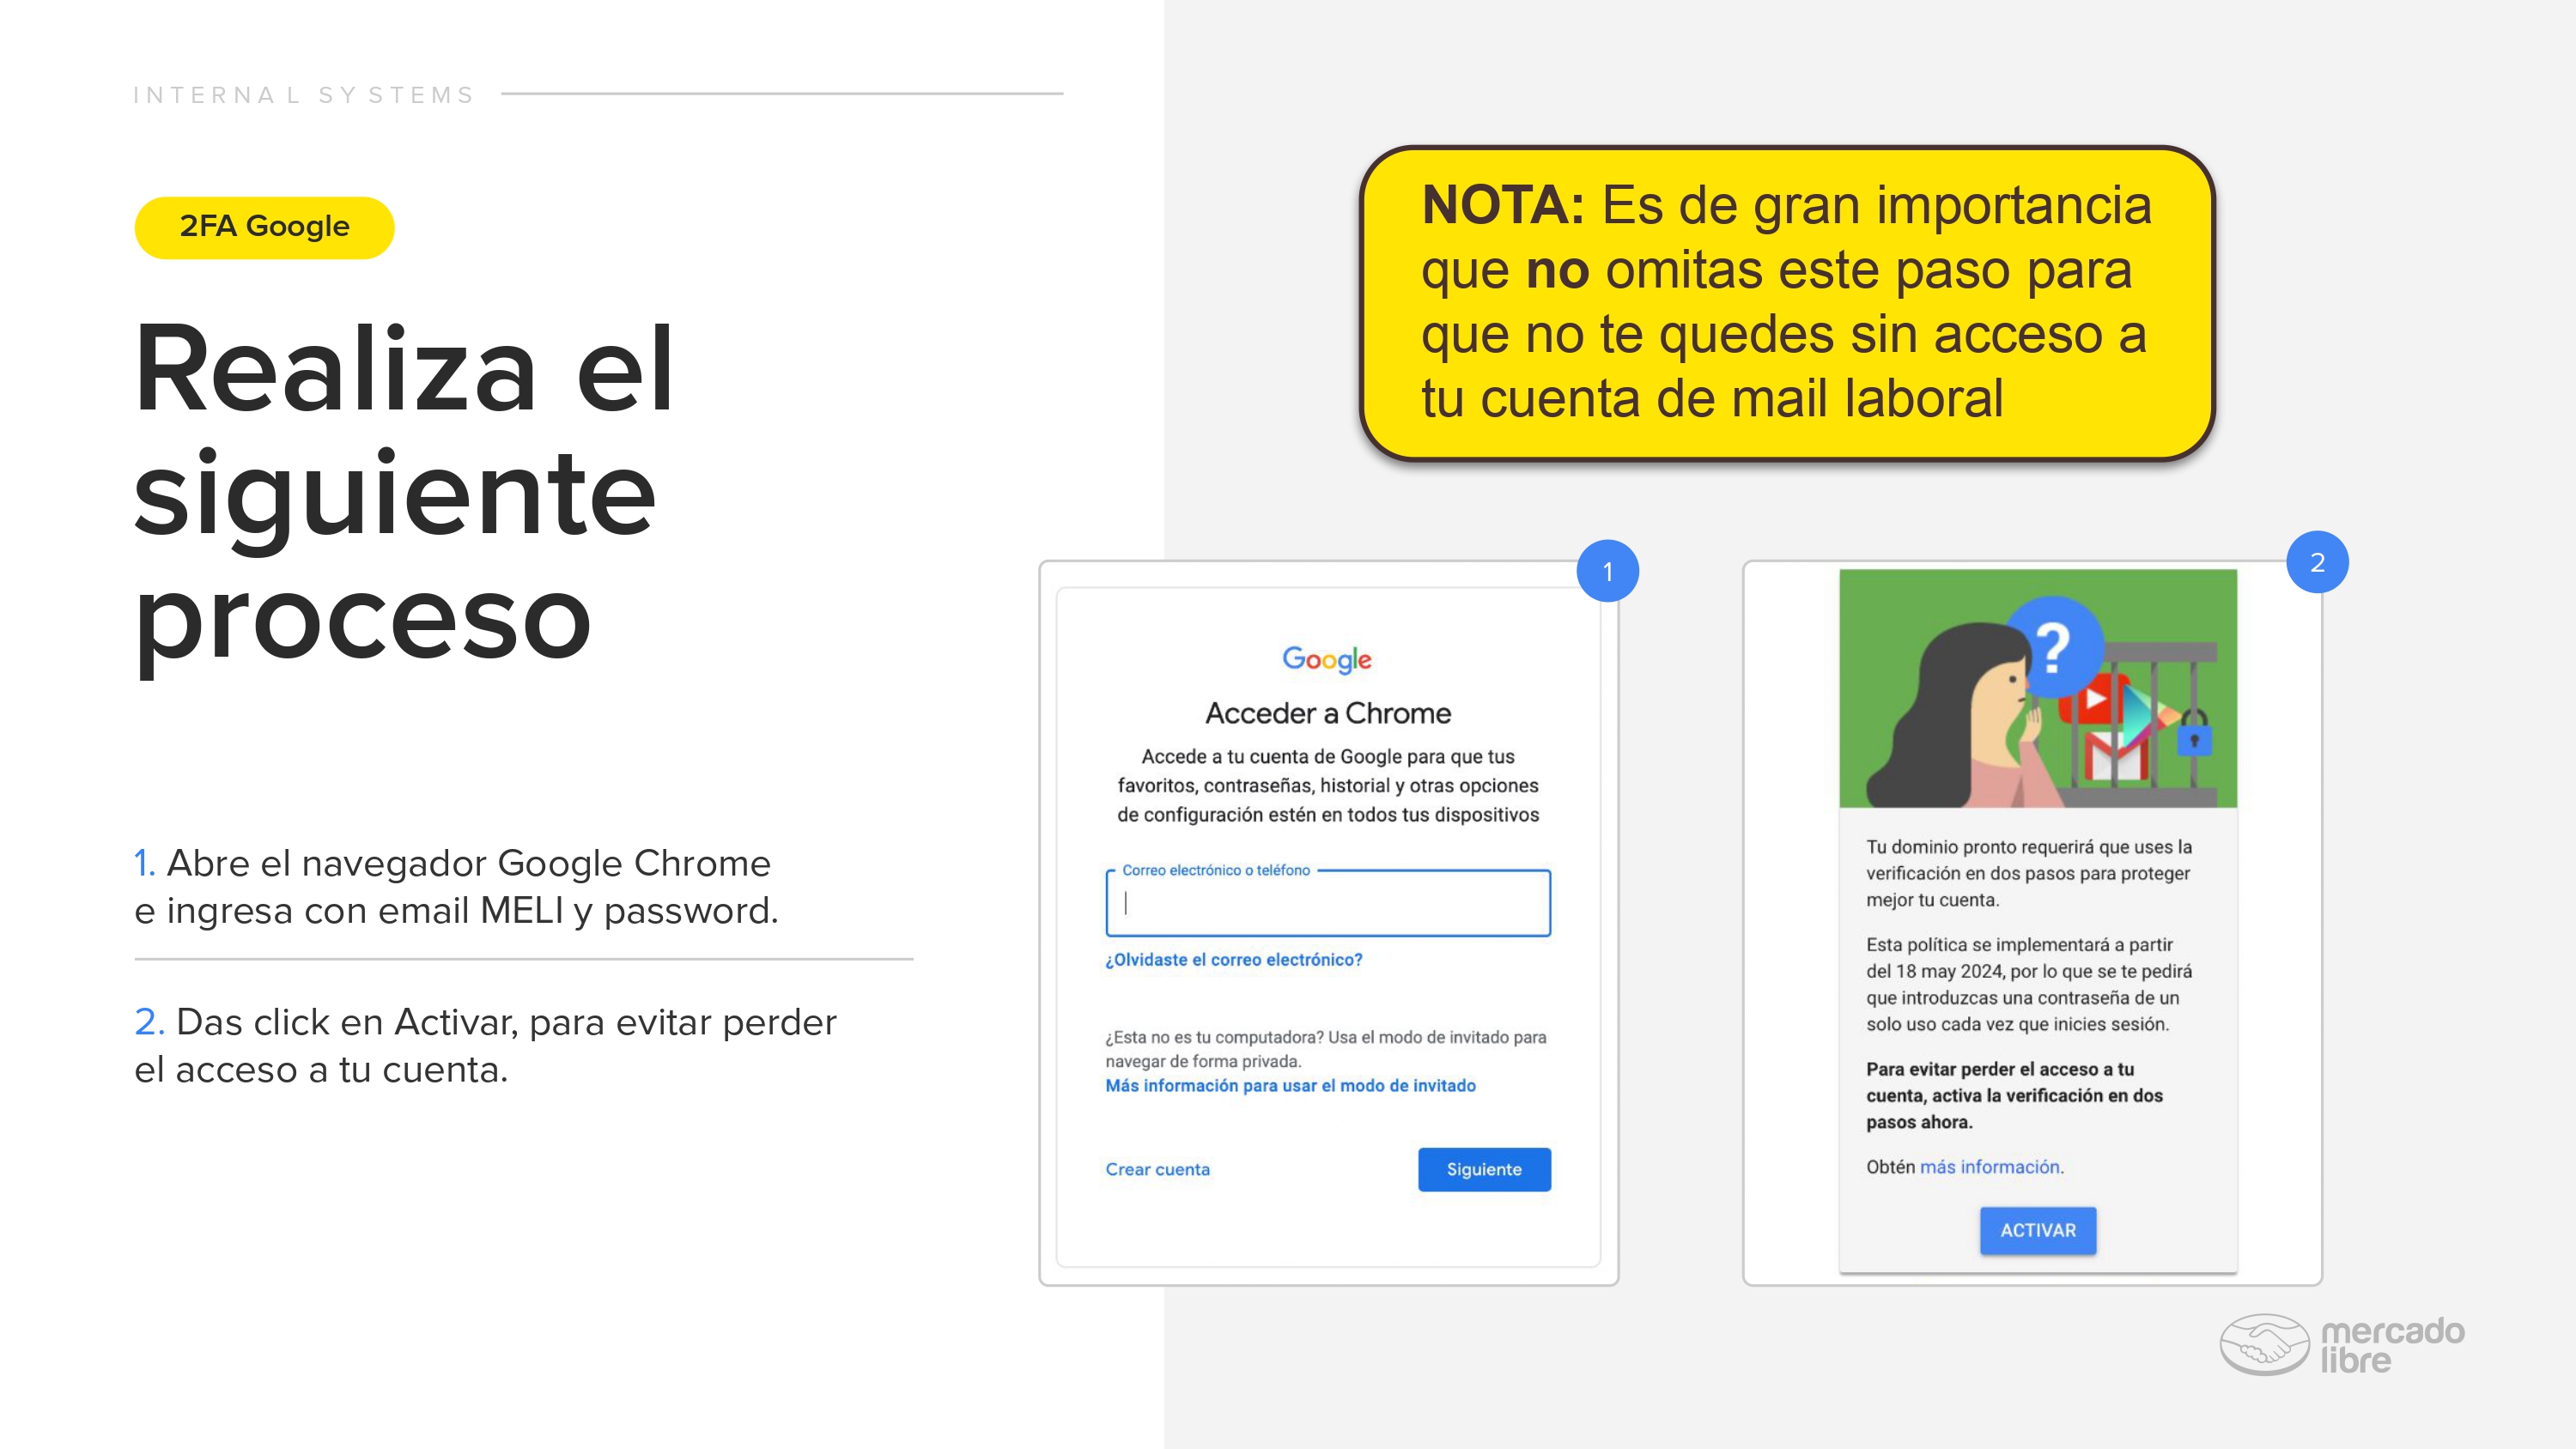 INTERNAL SYSTEMS
2FA Google
Realiza el
siguiente
proceso
1. Abre el navegador Google Chrome
e ingresa con email MELI y password.
2. Das click en Activar, para evitar perder
el acceso a tu cuenta.
NOTA: Es de gran importancia
que no omitas este paso para
que no te quedes sin acceso a
tu cuenta de mail laboral
1
Google
Acceder a Chrome
Accede a tu cuenta de Google para que tus
favoritos, contraseñas, historial y otras opciones
de configuración estén en todos tus dispositivos
Correo electrónico o teléfono
¿Olvidaste el correo electrónico?
¿Esta no es tu computadora? Usa el modo de invitado para
navegar de forma privada.
Más información para usar el modo de invitado
Crear cuenta
Siguiente
2
?
Tu dominio pronto requerirá que uses la
verificación en dos pasos para proteger
mejor tu cuenta.
Esta política se implementará a partir
del 18 may 2024, por lo que se te pedirá
que introduzcas una contraseña de un
solo uso cada vez que inicies sesión.
Para evitar perder el acceso a tu
cuenta, activa la verificación en dos
pasos ahora.
Obtén más información.
ACTIVAR
mercado
libre